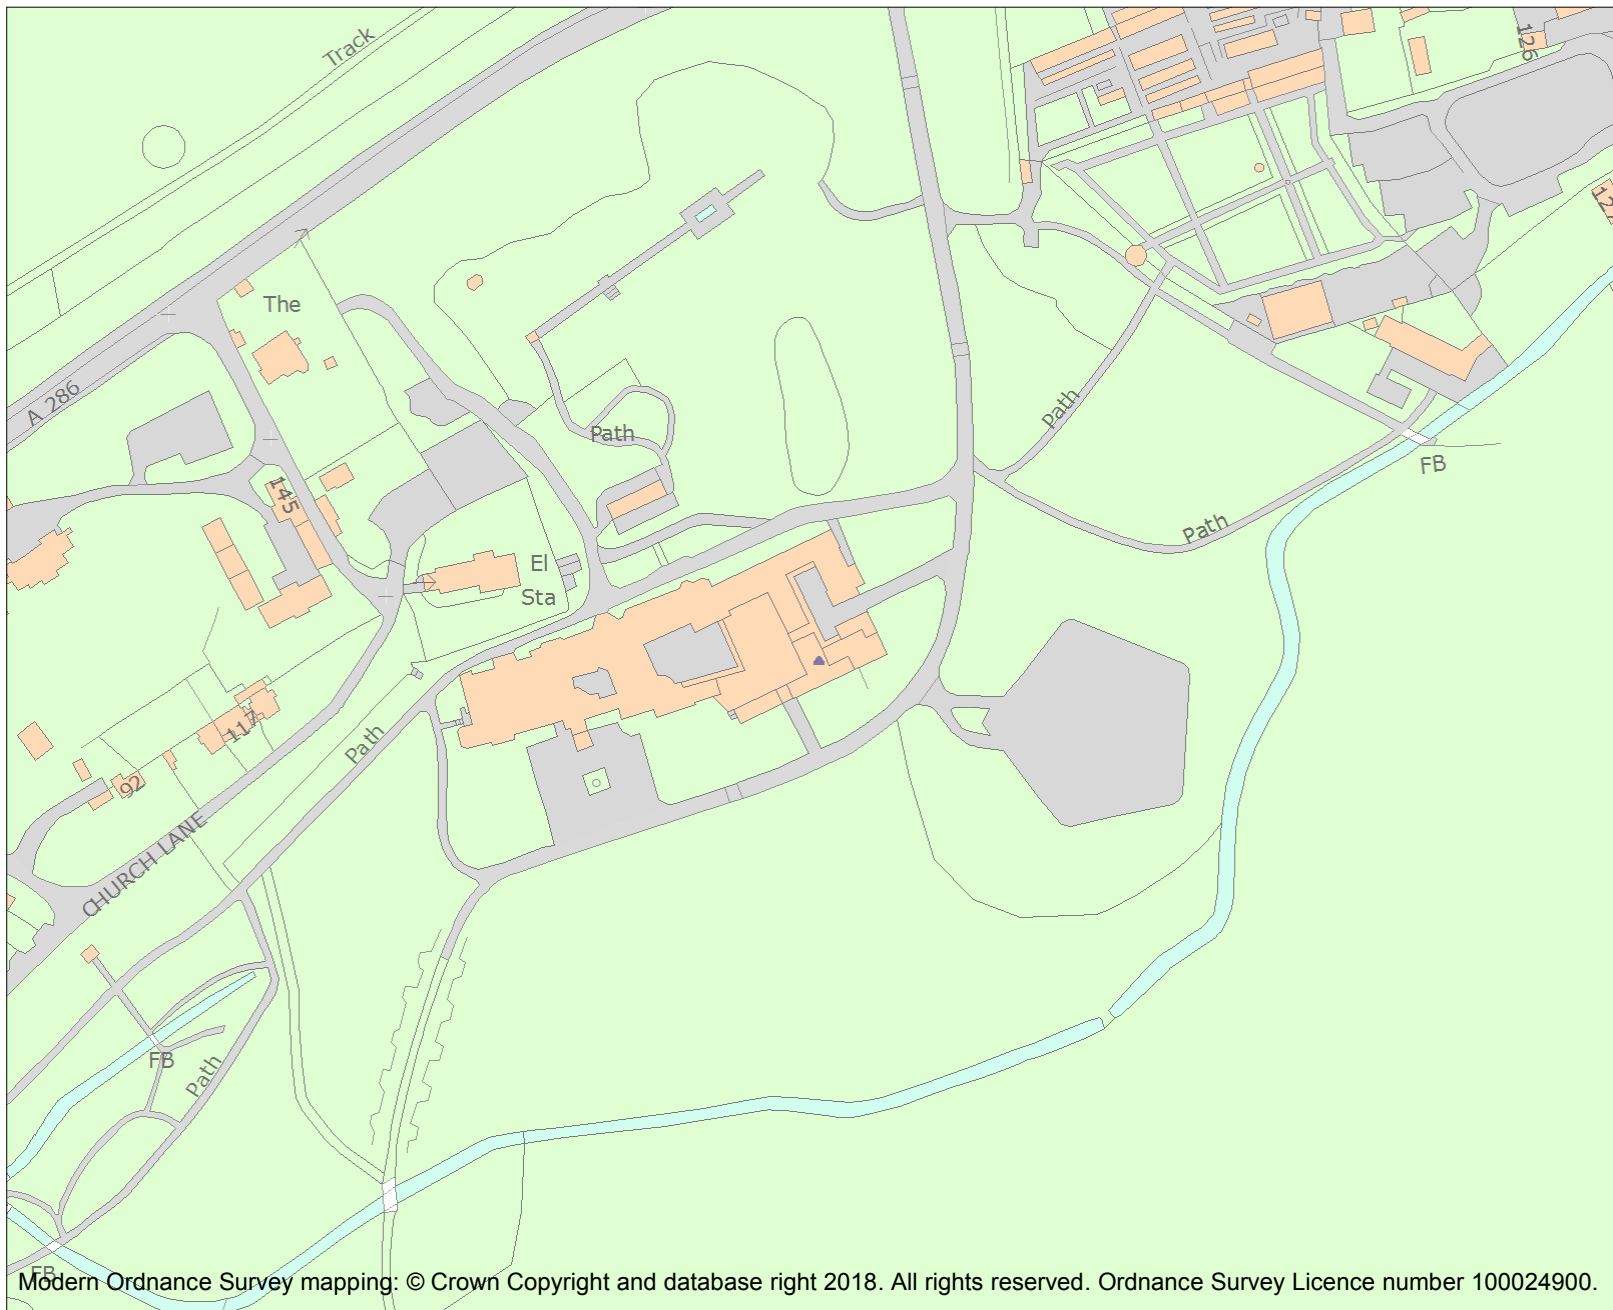 Track
126
12
The
A 286
Path
Path
FB
145
Path
El
Sta
117
Path
92
CHURCH LANE
FB
Path
FB
Modern Ordnance Survey mapping: © Crown Copyright and database right 2018. All rights reserved. Ordnance Survey Licence number 100024900.